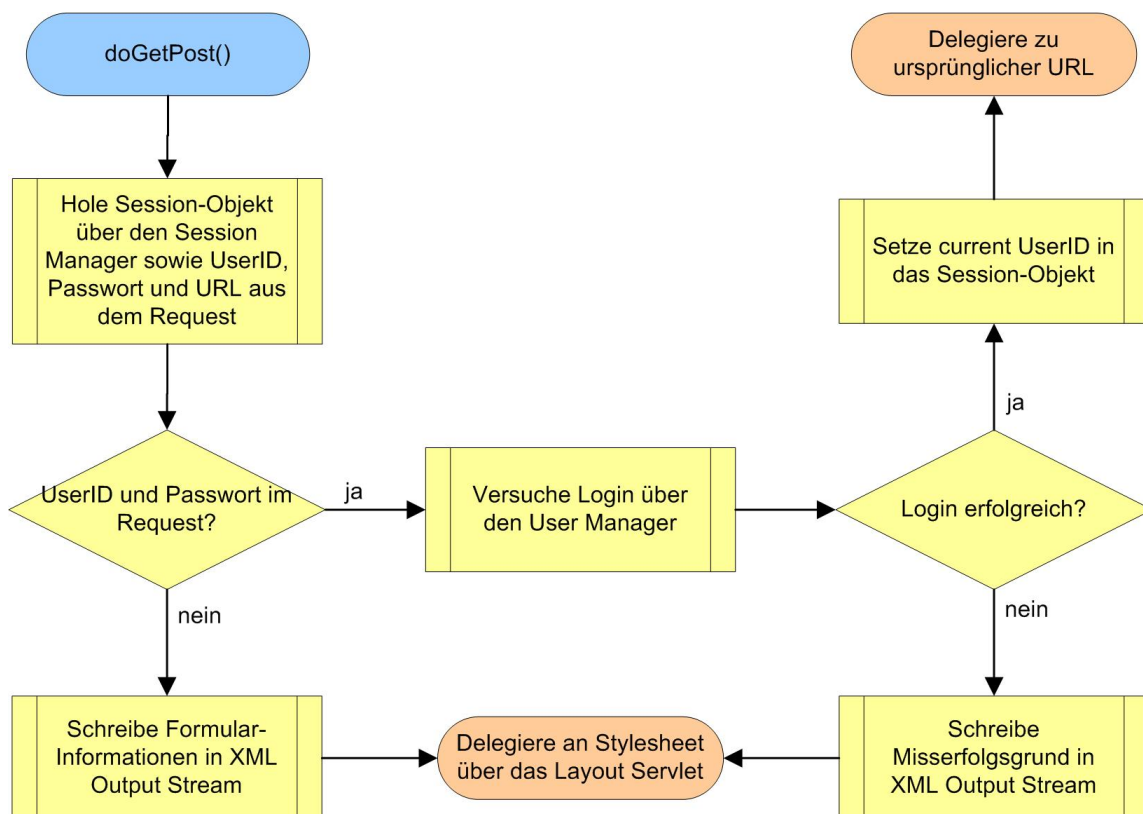 doGetPost()
Hole Session-Objekt
über den Session
Manager sowie UserID,
Passwort und URL aus
dem Request
UserID und Passwort im
Request?
ja
nein
Versuche Login über
den User Manager
Login erfolgreich?
ja
nein
Setze current UserID in
das Session-Objekt
Delegiere zu
ursprünglicher URL
Schreibe Formular-
Informationen in XML
Output Stream
Delegiere an Stylesheet
über das Layout Servlet
Schreibe
Misserfolgsgrund in
XML Output Stream